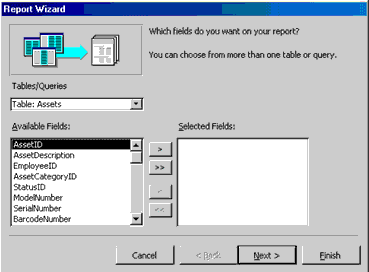 Report Wizard
Which fields do you want on your report?
You can choose from more than one table or query.
Tables/Queries
Table: Assets
Available Fields:
Selected Fields:
AssetID
AssetDescription
EmployeeID
AssetCategoryID
StatusID
ModelNumber
SerialNumber
BarcodeNumber
>
>>
<
<<
Cancel
< Back
Next >
Finish